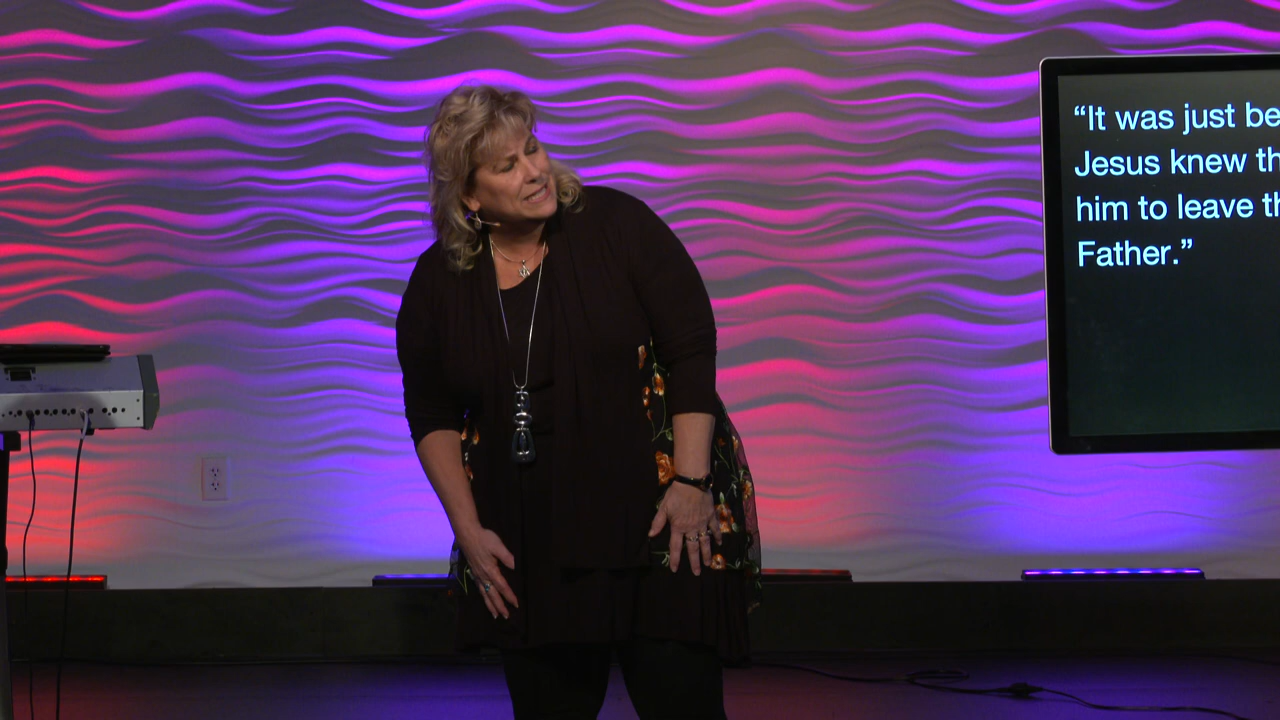 “It was just be
Jesus knew th
him to leave th
Father.”